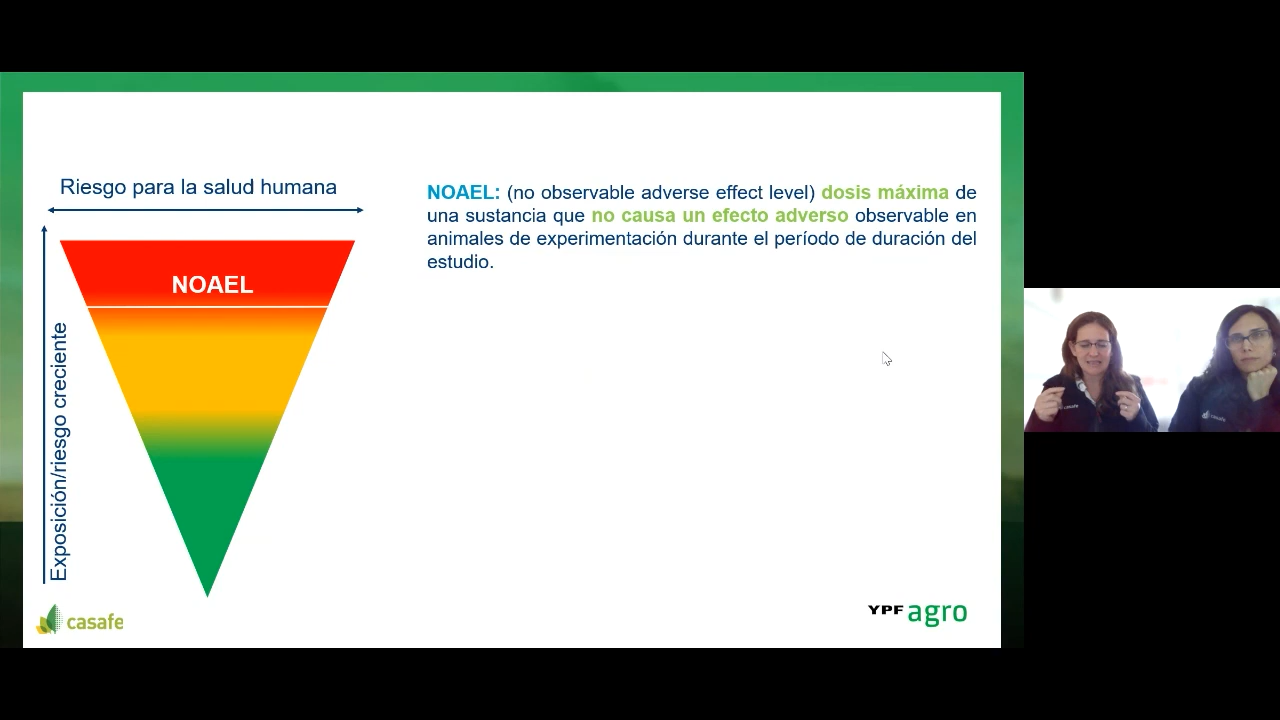 Riesgo para la salud humana
NOAEL
Exposición/riesgo creciente
NOAEL: (no observable adverse effect level) dosis máxima de
una sustancia que no causa un efecto adverso observable en
animales de experimentación durante el período de duración del
estudio.
casafe
YPF agro
casafe
casafe